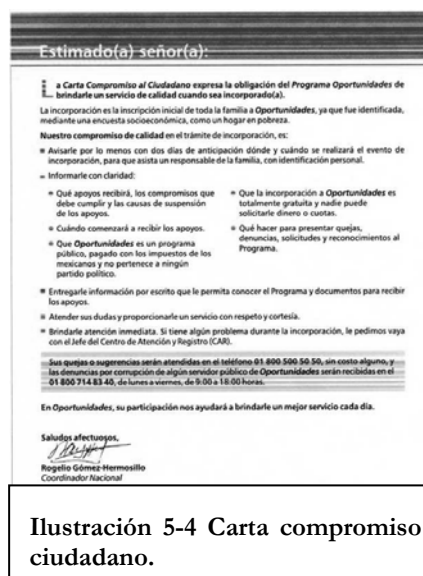 Estimado(a) señor(a):
La Carta Compromiso al Ciudadano expresa la obligación del Programa Oportunidades de
brindarle un servicio de calidad cuando sea incorporado(a).
La incorporación es la inscripción inicial de toda la familia a Oportunidades, ya que fue identificada,
mediante una encuesta socioeconómica, como un hogar en pobreza.
Nuestro compromiso de calidad en el trámite de incorporación, es:
Avisarle por lo menos con dos días de anticipación dónde y cuándo se realizará el evento de
incorporación, para que asista un responsable de la familia, con identificación personal.
Informarle con claridad:
Qué apoyos recibirá, los compromisos que
debe cumplir y las causas de suspensión
de los apoyos.
Cuándo comenzará a recibir los apoyos.
Que Oportunidades es un programa
público, pagado con los impuestos de los
mexicanos y no pertenece a ningún
partido político.
Que la incorporación a Oportunidades es
totalmente gratuita y nadie puede
solicitarle dinero o cuotas.
Qué hacer para presentar quejas,
denuncias, solicitudes y reconocimientos al
Programa.
Entregarle información por escrito que le permita conocer el Programa y documentos para recibir
los apoyos.
Atender sus dudas y proporcionarle un servicio con respeto y cortesía.
Brindarle atención inmediata. Si tiene algún problema durante la incorporación, le pedimos vaya
con el Jefe del Centro de Atención y Registro (CAR).
Sus quejas o sugerencias serán atendidas en el teléfono 01 800 500 50 50, sin costo alguno, y
las denuncias por corrupción de algún servidor público de Oportunidades serán recibidas en el
01 800 714 83 40, de lunes a viernes, de 9:00 a 18:00 horas.
En Oportunidades, su participación nos ayudará a brindarle un mejor servicio cada día.
Saludos afectuosos,
Rogelio Gómez-Hermosillo
Coordinador Nacional
Ilustración 5-4 Carta compromiso
ciudadano.